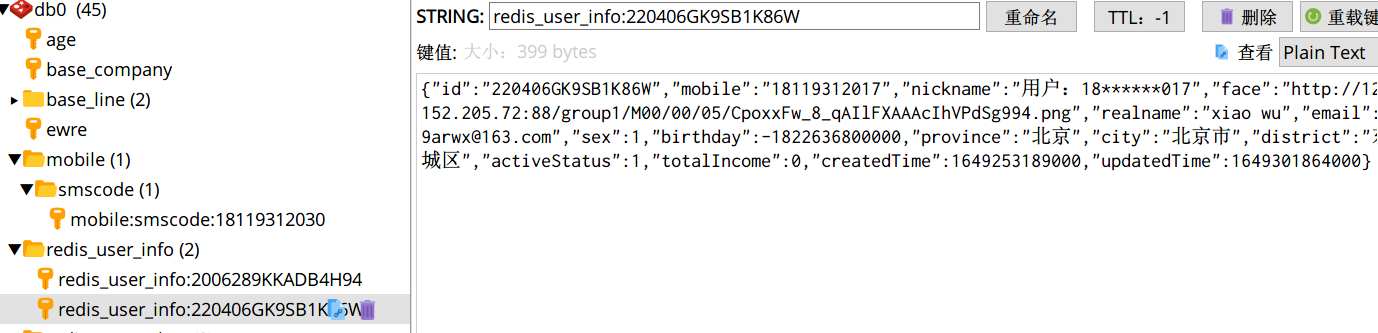 db0 (45)
age
base_company
base_line (2)
ewre
mobile (1)
smscode (1)
mobile:smscode:18119312030
redis_user_info (2)
redis_user_info:2006289KKADB4H94
redis_user_info:220406GK9SB1K86W
STRING: redis_user_info:220406GK9SB1K86W 重命名 TTL: -1 删除 重载键
键值: 大小: 399 bytes 查看 Plain Text
{"id":"220406GK9SB1K86W","mobile":"18119312017","nickname":"用户：18******017","face":"http://12
152.205.72:88/group1/M00/00/05/CpoxxFw_8_qAIlFXAAAcIhVPdSg994.png","realname":"xiao wu","email":
9arwx@163.com","sex":1,"birthday":-1822636800000,"province":"北京","city":"北京市","district":"东
城区","activeStatus":1,"totalIncome":0,"createdTime":1649253189000,"updatedTime":1649301864000}